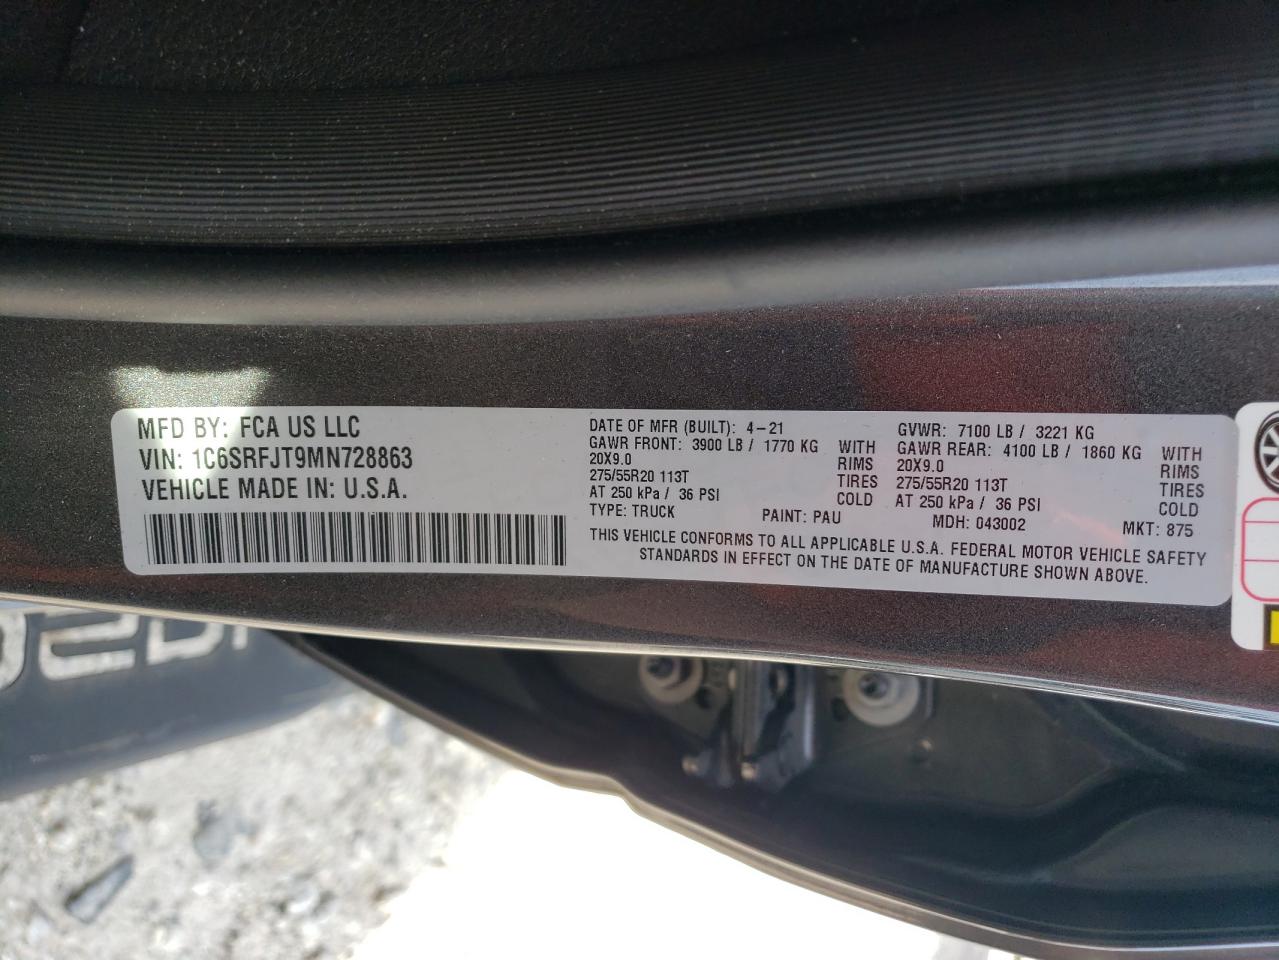 MFD BY: FCA US LLC
VIN: 1C6SRFJT9MN728863
VEHICLE MADE IN: U.S.A.
DATE OF MFR (BUILT): 4-21
GAWR FRONT: 3900 LB / 1770 KG WITH
20X9.0 RIMS
275/55R20 113T TIRES
AT 250 kPa / 36 PSI COLD
TYPE: TRUCK PAINT: PAU
GVWR: 7100 LB / 3221 KG
GAWR REAR: 4100 LB / 1860 KG WITH
20X9.0 RIMS
275/55R20 113T TIRES
AT 250 kPa / 36 PSI COLD
MDH: 043002 MKT: 875
THIS VEHICLE CONFORMS TO ALL APPLICABLE U.S.A. FEDERAL MOTOR VEHICLE SAFETY
STANDARDS IN EFFECT ON THE DATE OF MANUFACTURE SHOWN ABOVE.